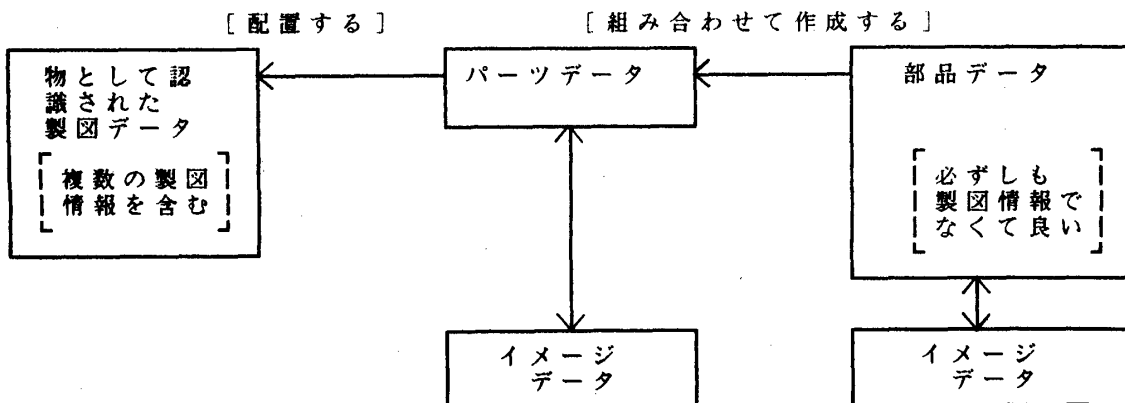 [配置する]
[組み合わせて作成する]
物として認
識された
製図データ
複数の製図
情報を含む
パーツデータ
部品データ
必ずしも
製図情報で
なくて良い
イメージ
データ
イメージ
データ